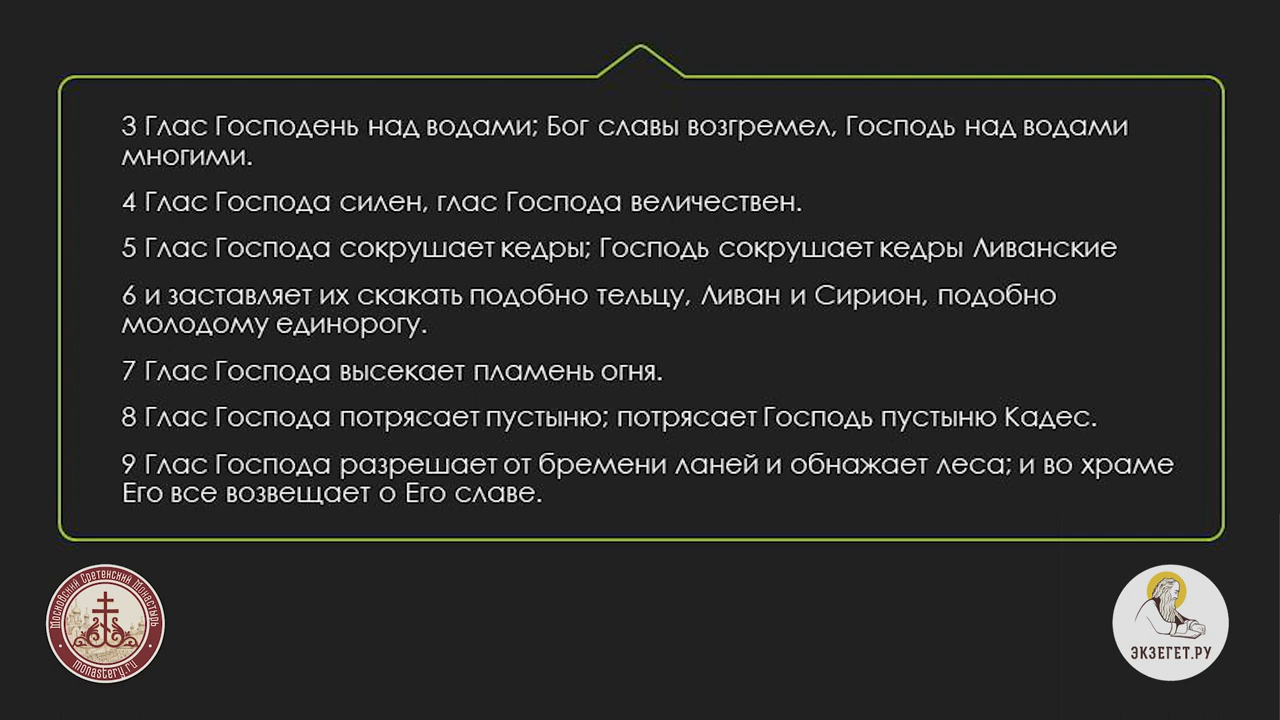 3 Глас Господень над водами; Бог славы возгремел, Господь над водами
многими.
4 Глас Господа силен, глас Господа величествен.
5 Глас Господа сокрушает кедры; Господь сокрушает кедры Ливанские
6 и заставляет их скакать подобно тельцу, Ливан и Сирион, подобно
молодому единорогу.
7 Глас Господа высекает пламень огня.
8 Глас Господа потрясает пустыню; потрясает Господь пустыню Кадес.
9 Глас Господа разрешает от бремени ланей и обнажает леса; и во храме
Его все возвещает о Его славе.
Московский Сретенский Монастырь
monastery.ru
ЭКЗЕГЕТ.РУ